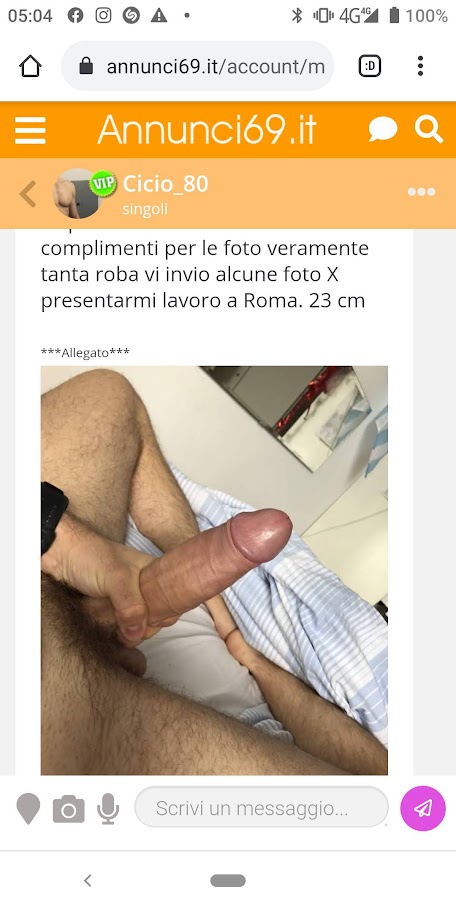 05:04 4G 4G 100%
annunci69.it/account/m :D
Annunci69.it
VIP Cicio_80
singoli
complimenti per le foto veramente
tanta roba vi invio alcune foto X
presentarmi lavoro a Roma. 23 cm
***Allegato***
Scrivi un messaggio...